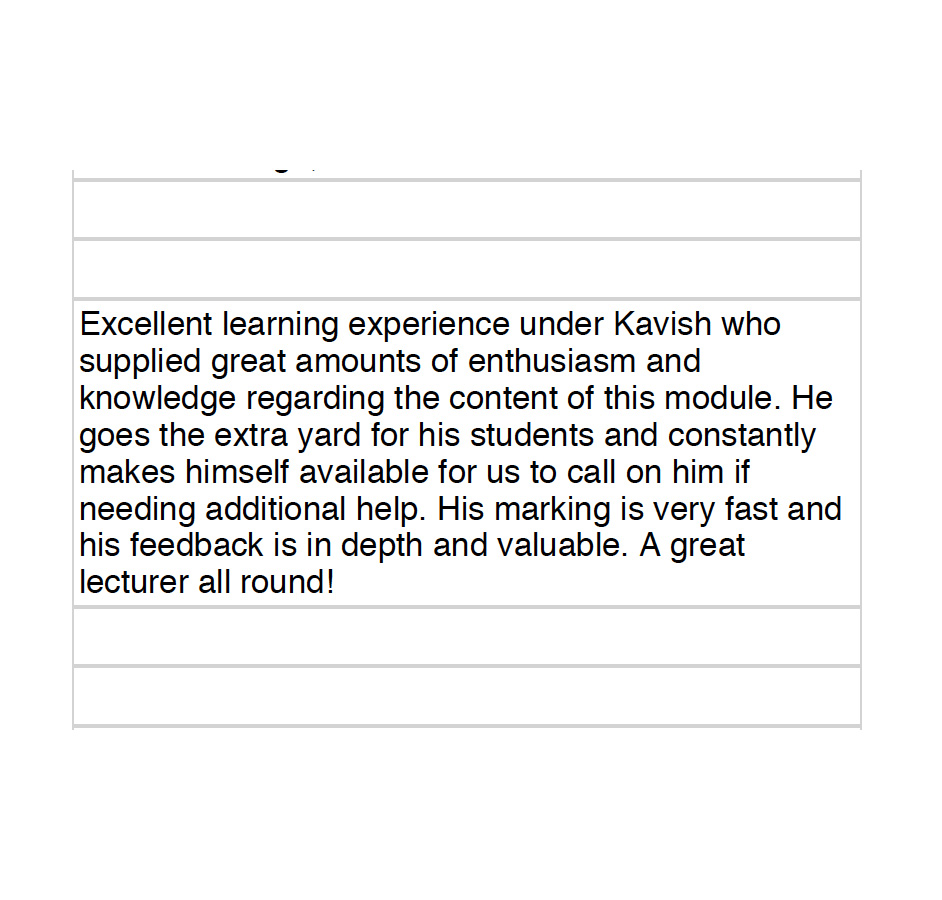 Excellent learning experience under Kavish who
supplied great amounts of enthusiasm and
knowledge regarding the content of this module. He
goes the extra yard for his students and constantly
makes himself available for us to call on him if
needing additional help. His marking is very fast and
his feedback is in depth and valuable. A great
lecturer all round!